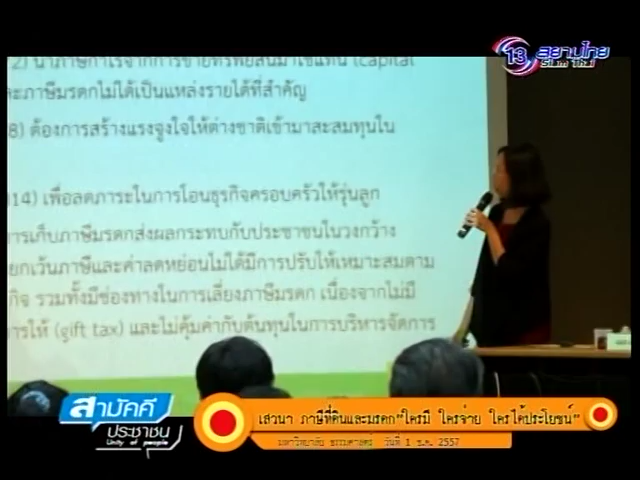 2) นำภาษีกำไรจากการขายทรัพย์สินมาใช้แทน (capital
ละภาษีมรดกไม่ได้เป็นแหล่งรายได้ที่สำคัญ
8) ต้องการสร้างแรงจูงใจให้ต่างชาติเข้ามาสะสมทุนใน
014) เพื่อลดภาระในการโอนธุรกิจครอบครัวให้รุ่นลูก
การเก็บภาษีมรดกส่งผลกระทบกับประชาชนในวงกว้าง
ยกเว้นภาษีและค่าลดหย่อนไม่ได้มีการปรับให้เหมาะสมตาม
กิจ รวมทั้งมีช่องทางในการเลี่ยงภาษีมรดก เนื่องจากไม่มี
การให้ (gift tax) และไม่คุ้มค่ากับต้นทุนในการบริหารจัดการ
13 สยามไทย
Siam Thai
สามัคคี
ประชาชน
Unity of people
เสวนา ภาษีที่ดินและมรดก"ใครมี ใครจ่าย ใครได้ประโยชน์"
มหาวิทยาลัย ธรรมศาสตร์ วันที่ 1 ธ.ค. 2557